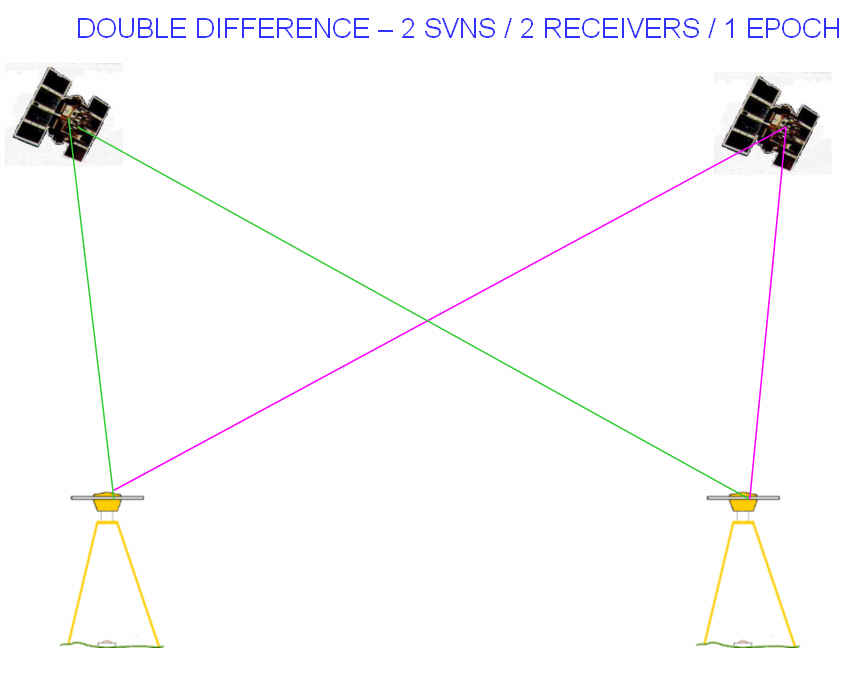 DOUBLE DIFFERENCE – 2 SVNS / 2 RECEIVERS / 1 EPOCH